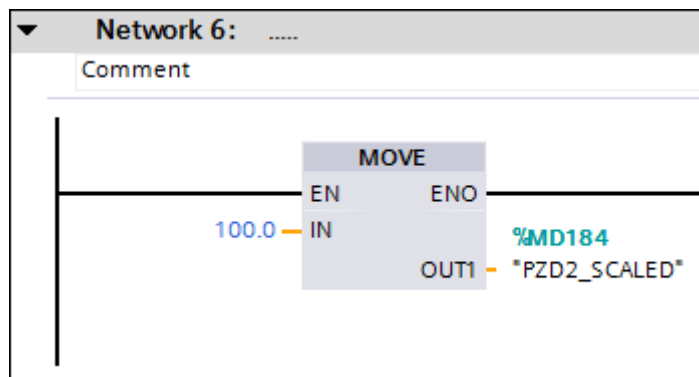 Network 6: .....
Comment
MOVE
EN ENO
100.0 IN
%MD184
OUT1 "PZD2_SCALED"